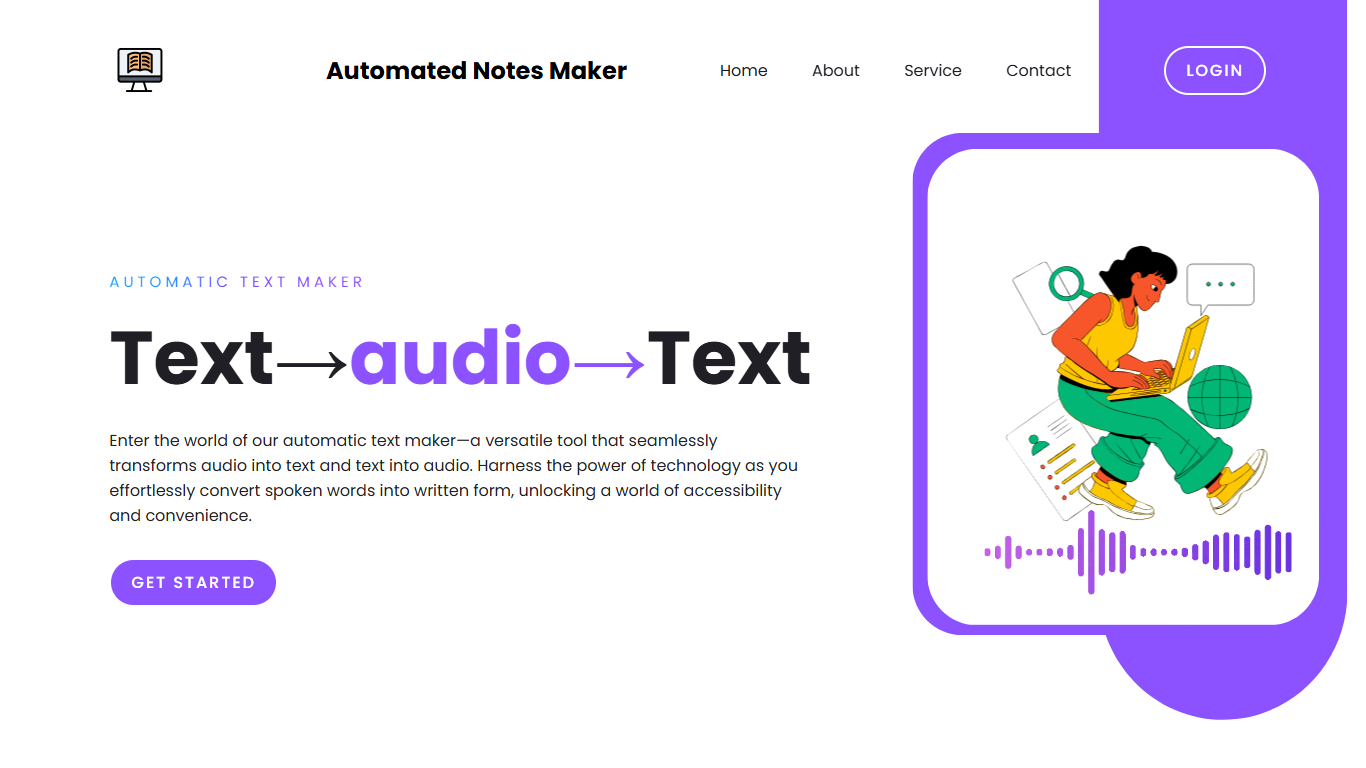 Automated Notes Maker
Home About Service Contact
LOGIN
AUTOMATIC TEXT MAKER
Text→audio→Text
Enter the world of our automatic text maker—a versatile tool that seamlessly
transforms audio into text and text into audio. Harness the power of technology as you
effortlessly convert spoken words into written form, unlocking a world of accessibility
and convenience.
GET STARTED